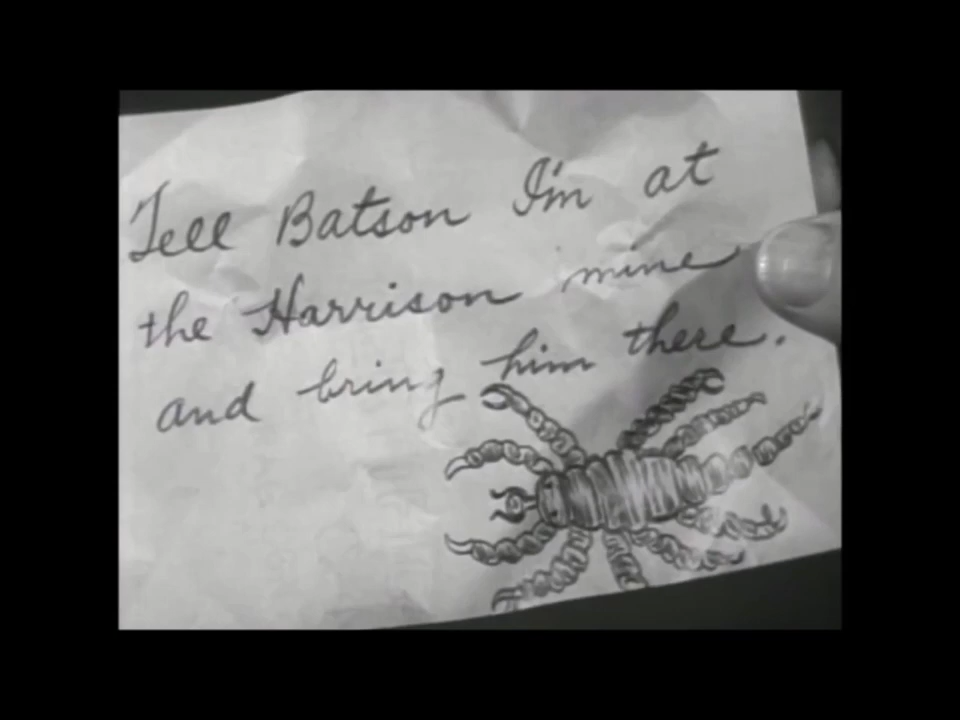 Tell Batson I'm at
the Harrison mine
and bring him there.